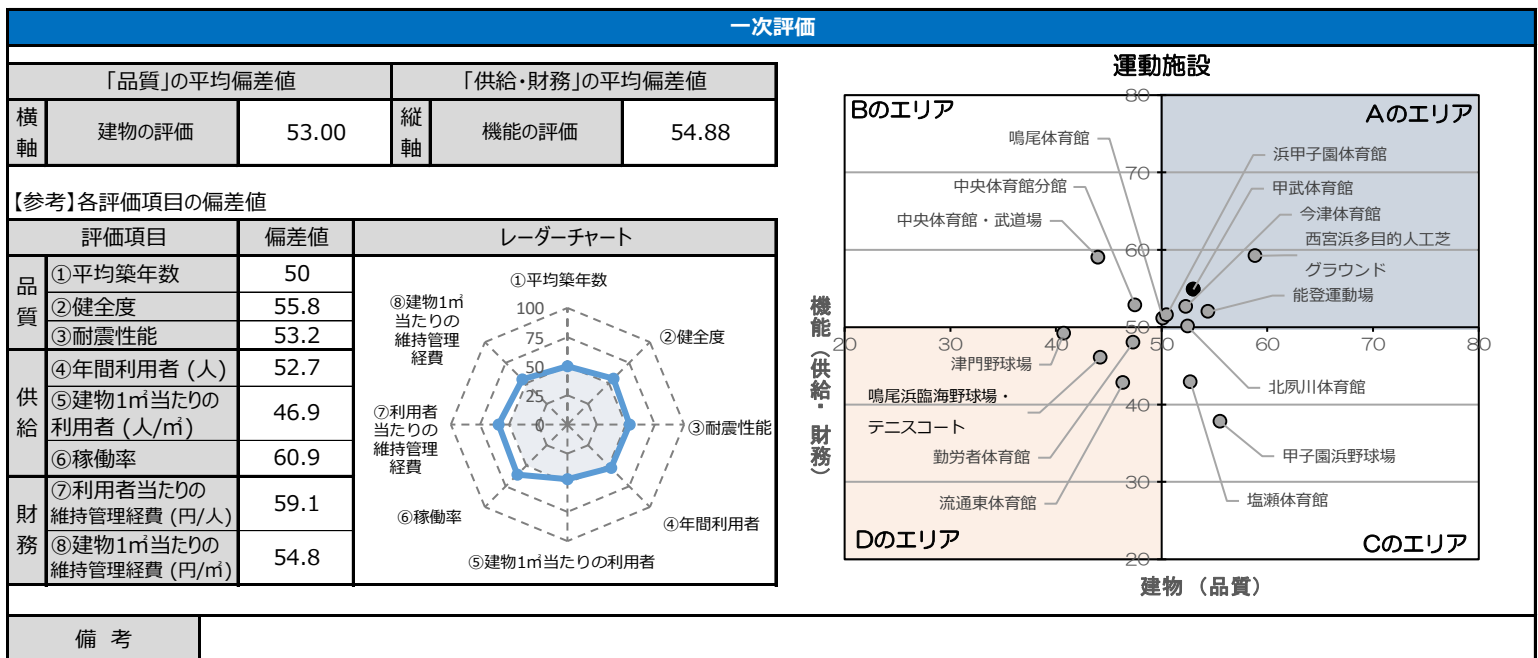 一次評価
「品質」の平均偏差値
「供給・財務」の平均偏差値
横軸
建物の評価
53.00
縦軸
機能の評価
54.88
【参考】各評価項目の偏差値
評価項目
偏差値
レーダーチャート
品質
①平均築年数
50
②健全度
55.8
③耐震性能
53.2
供給
④年間利用者 (人)
52.7
⑤建物1㎡当たりの
利用者 (人/㎡)
46.9
⑥稼働率
60.9
財務
⑦利用者当たりの
維持管理経費 (円/人)
59.1
⑧建物1㎡当たりの
維持管理経費 (円/㎡)
54.8
①平均築年数
②健全度
③耐震性能
④年間利用者
⑤建物1㎡当たりの利用者
⑥稼働率
⑦利用者
当たりの
維持管理
経費
⑧建物1㎡
当たりの
維持管理
経費
100
75
50
25
0
運動施設
Bのエリア
Aのエリア
Dのエリア
Cのエリア
80
70
60
50
40
30
20
20
30
40
50
60
70
80
鳴尾体育館
中央体育館分館
中央体育館・武道場
浜甲子園体育館
甲武体育館
今津体育館
西宮浜多目的人工芝
グラウンド
能登運動場
津門野球場
鳴尾浜臨海野球場・
テニスコート
勤労者体育館
流通東体育館
北夙川体育館
甲子園浜野球場
塩瀬体育館
機能（供給・財務）
建物 （品質）
備 考